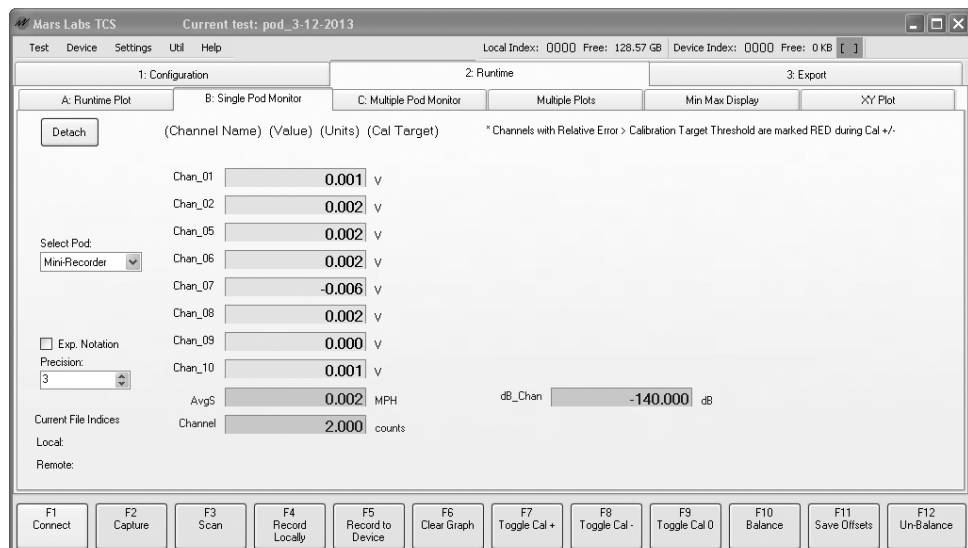 Mars Labs TCS Current test: pod_3-12-2013
Test Device Settings Util Help Local Index: 0000 Free: 128.57 GB Device Index: 0000 Free: 0 KB [ ]
1: Configuration 2: Runtime 3: Export
A: Runtime Plot B: Single Pod Monitor C: Multiple Pod Monitor Multiple Plots Min Max Display XY Plot
Detach (Channel Name) (Value) (Units) (Cal Target) * Channels with Relative Error > Calibration Target Threshold are marked RED during Cal +/-
Chan_01 0.001 V
Chan_02 0.002 V
Chan_05 0.002 V
Select Pod:
Mini-Recorder
Chan_06 0.002 V
Chan_07 -0.006 V
Chan_08 0.002 V
Exp. Notation
Chan_09 0.000 V
Precision:
3
Chan_10 0.001 V
AvgS 0.002 MPH dB_Chan -140.000 dB
Current File Indices
Channel 2.000 counts
Local:
Remote:
F1 F2 F3 F4 F5 F6 F7 F8 F9 F10 F11 F12
Connect Capture Scan Record Record to Clear Graph Toggle Cal + Toggle Cal - Toggle Cal 0 Balance Save Offsets Un-Balance
Locally Device